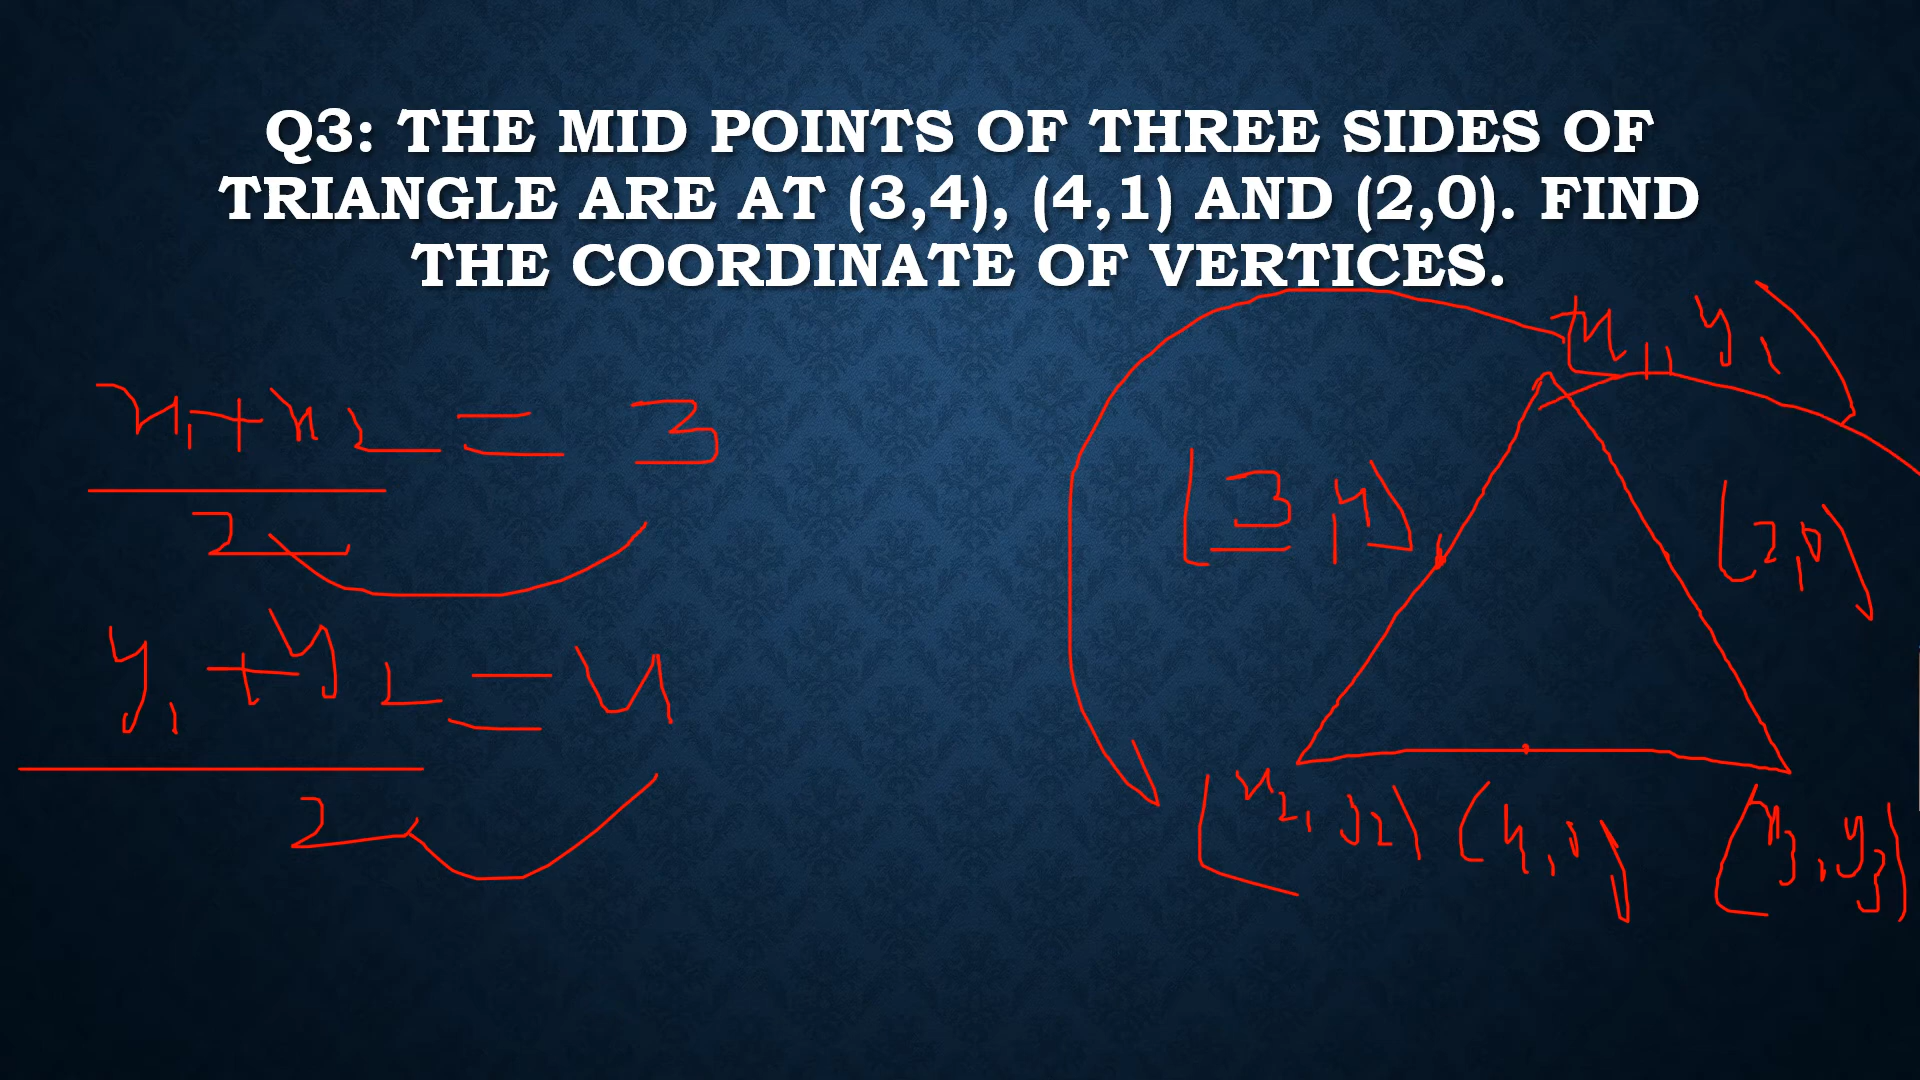 Q3: THE MID POINTS OF THREE SIDES OF
TRIANGLE ARE AT (3,4), (4,1) AND (2,0). FIND
THE COORDINATE OF VERTICES.
x1+x2 = 3
2
y1+y2 = 4
2
(x1, y1)
(3,4)
(2,0)
(x2, y2) (4,1) (x3, y3)